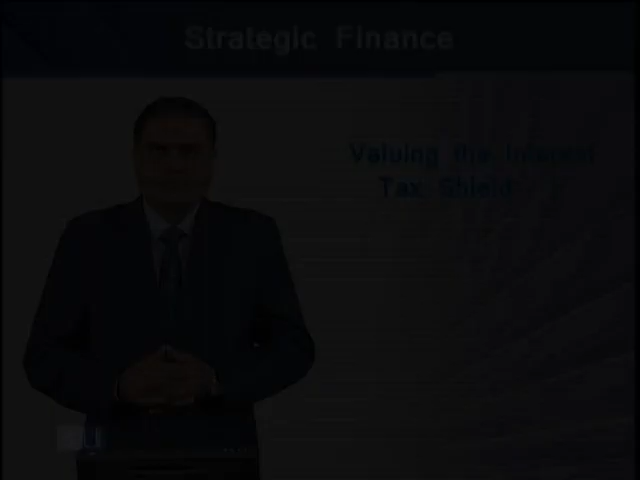 Strategic Finance
Valuing the Interest
Tax Shield